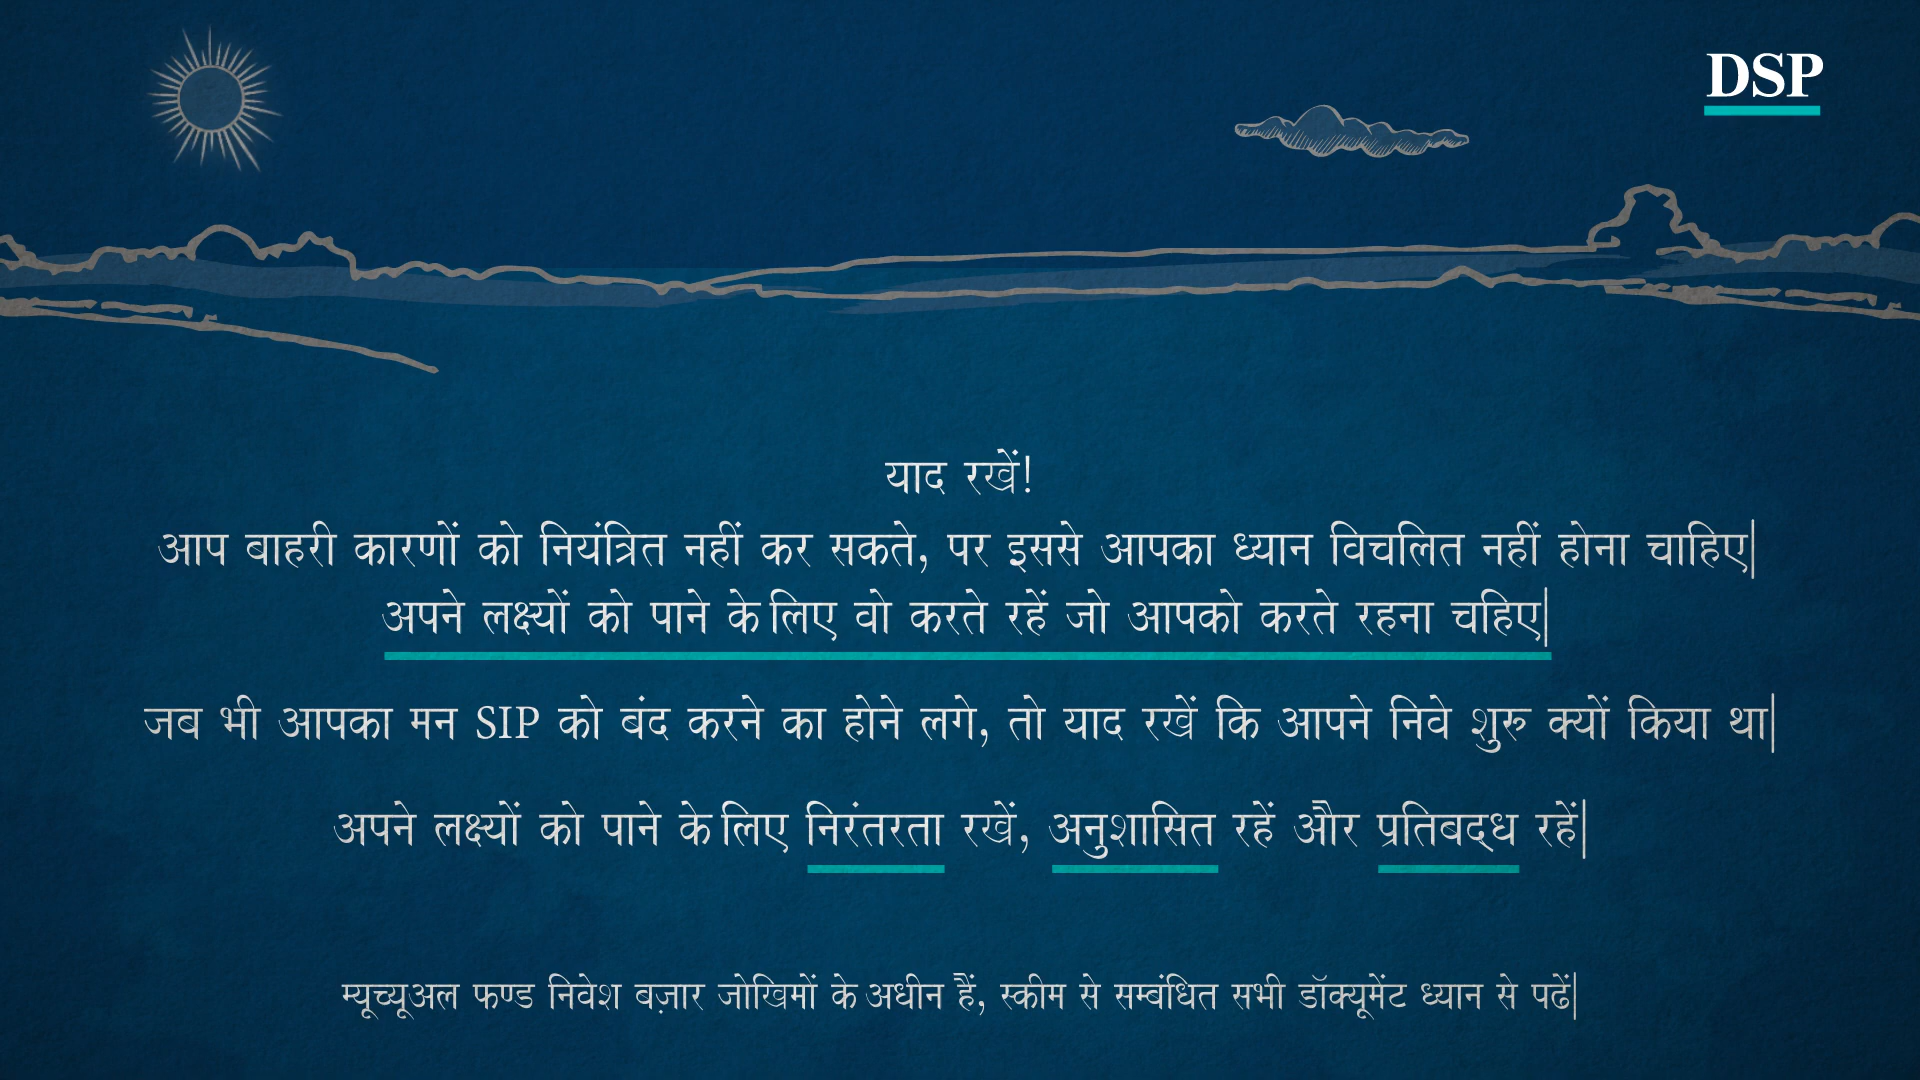 DSP
याद रखें!
आप बाहरी कारणों को नियंत्रित नहीं कर सकते, पर इससे आपका ध्यान विचलित नहीं होना चाहिए|
अपने लक्ष्यों को पाने के लिए वो करते रहें जो आपको करते रहना चहिए|
जब भी आपका मन SIP को बंद करने का होने लगे, तो याद रखें कि आपने निवे शुरू क्यों किया था|
अपने लक्ष्यों को पाने के लिए निरंतरता रखें, अनुशासित रहें और प्रतिबद्ध रहें|
म्यूच्यूअल फण्ड निवेश बज़ार जोखिमों के अधीन हैं, स्कीम से सम्बंधित सभी डॉक्यूमेंट ध्यान से पढें|